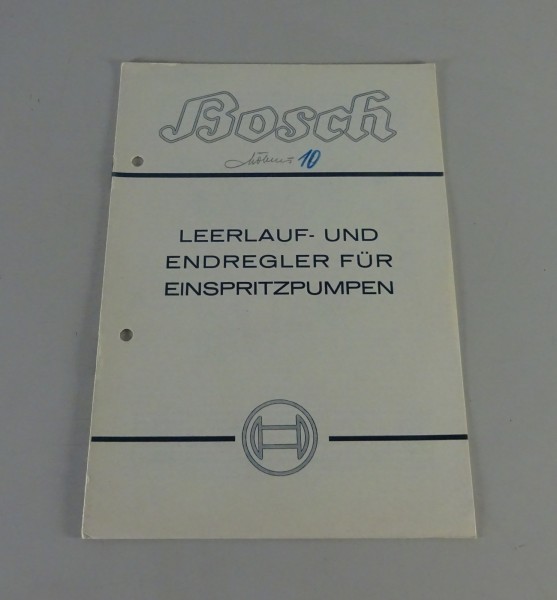 Bosch
10
LEERLAUF- UND
ENDREGLER FÜR
EINSPRITZPUMPEN